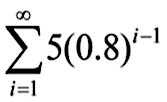 ∞
∑ 5(0.8)^{i−1}
i=1